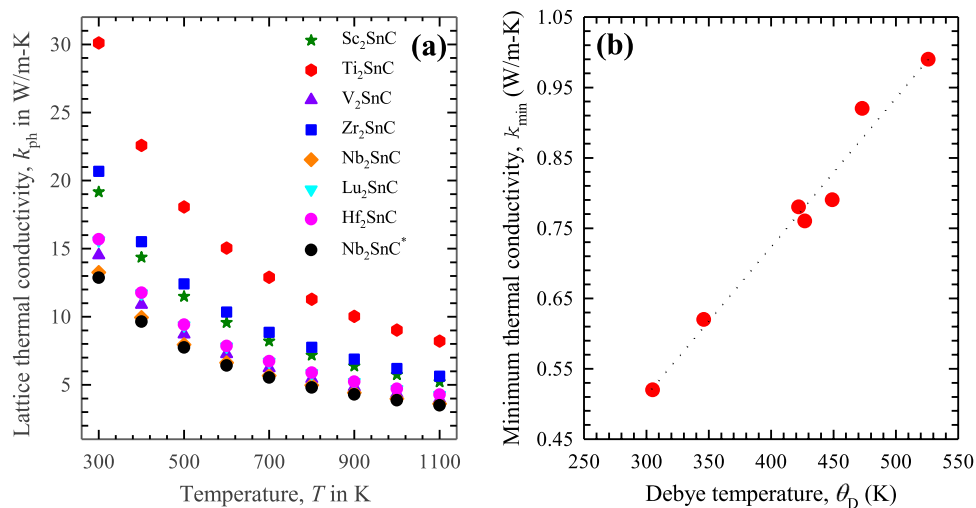 Lattice thermal conductivity, kph in W/m-K
30
25
20
15
10
5
300
500
700
900
1100
Temperature, T in K
(a)
Sc2SnC
Ti2SnC
V2SnC
Zr2SnC
Nb2SnC
Lu2SnC
Hf2SnC
Nb2SnC*
Minimum thermal conductivity, kmin (W/m-K)
1.05
0.95
0.85
0.75
0.65
0.55
0.45
250
300
350
400
450
500
550
Debye temperature, θD (K)
(b)